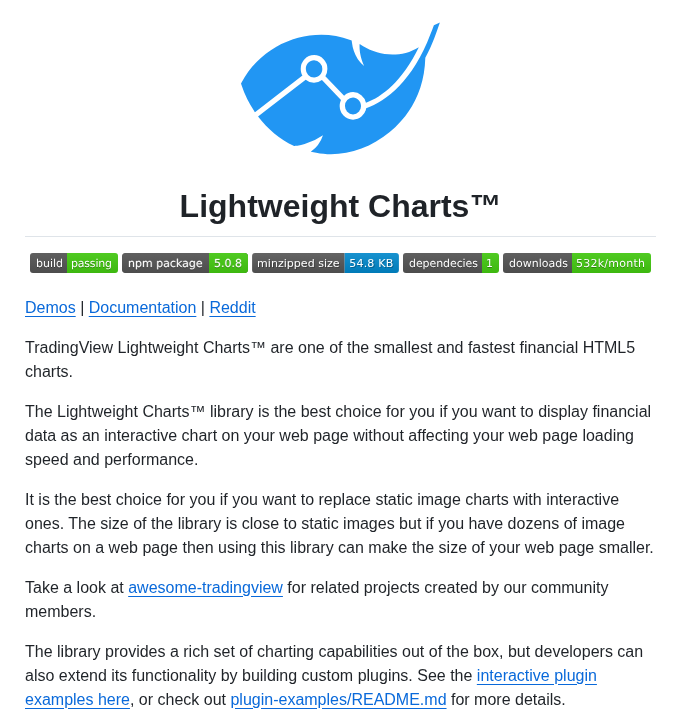 Lightweight Charts™
build passing npm package 5.0.8 minzipped size 54.8 KB dependecies 1 downloads 532k/month
Demos | Documentation | Reddit
TradingView Lightweight Charts™ are one of the smallest and fastest financial HTML5
charts.
The Lightweight Charts™ library is the best choice for you if you want to display financial
data as an interactive chart on your web page without affecting your web page loading
speed and performance.
It is the best choice for you if you want to replace static image charts with interactive
ones. The size of the library is close to static images but if you have dozens of image
charts on a web page then using this library can make the size of your web page smaller.
Take a look at awesome-tradingview for related projects created by our community
members.
The library provides a rich set of charting capabilities out of the box, but developers can
also extend its functionality by building custom plugins. See the interactive plugin
examples here, or check out plugin-examples/README.md for more details.